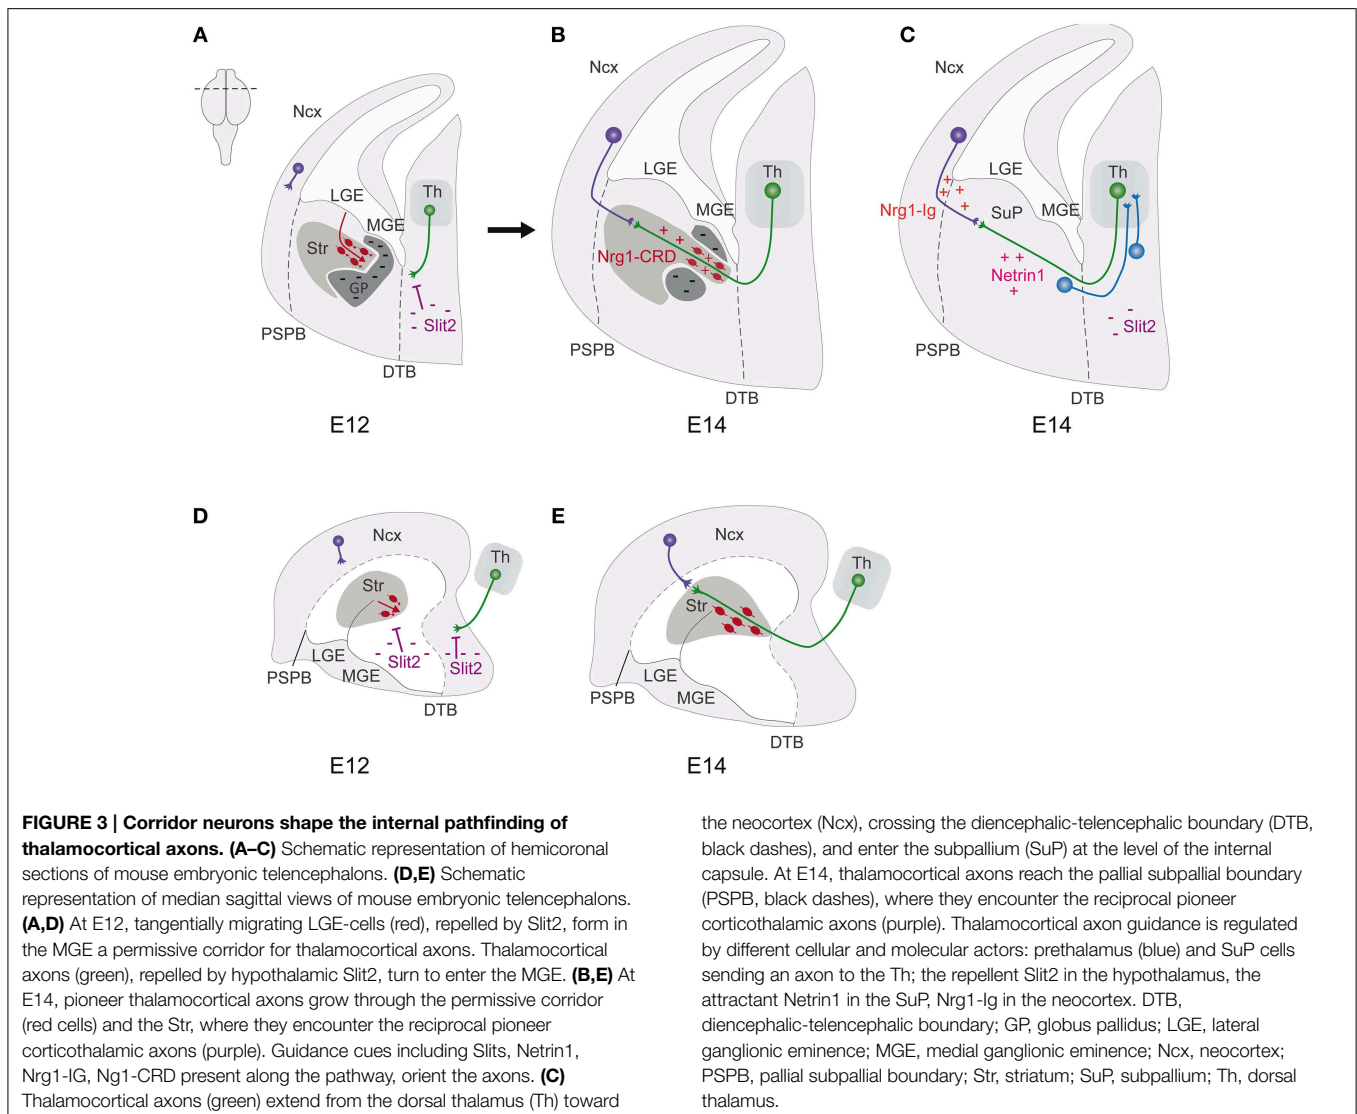 A
B
C
Ncx
LGE
MGE
Th
Str
GP
Slit2
PSPB
DTB
E12
Ncx
LGE
MGE
Th
Nrg1-CRD
PSPB
DTB
E14
Ncx
LGE
Th
Nrg1-Ig
SuP
MGE
Netrin1
Slit2
PSPB
DTB
E14
D
E
Ncx
Th
Str
Slit2
Slit2
LGE
MGE
PSPB
DTB
E12
Ncx
Th
Str
LGE
MGE
PSPB
DTB
E14
FIGURE 3 | Corridor neurons shape the internal pathfinding of
thalamocortical axons. (A–C) Schematic representation of hemicoronal
sections of mouse embryonic telencephalons. (D,E) Schematic
representation of median sagittal views of mouse embryonic telencephalons.
(A,D) At E12, tangentially migrating LGE-cells (red), repelled by Slit2, form in
the MGE a permissive corridor for thalamocortical axons. Thalamocortical
axons (green), repelled by hypothalamic Slit2, turn to enter the MGE. (B,E) At
E14, pioneer thalamocortical axons grow through the permissive corridor
(red cells) and the Str, where they encounter the reciprocal pioneer
corticothalamic axons (purple). Guidance cues including Slits, Netrin1,
Nrg1-IG, Ng1-CRD present along the pathway, orient the axons. (C)
Thalamocortical axons (green) extend from the dorsal thalamus (Th) toward
the neocortex (Ncx), crossing the diencephalic-telencephalic boundary (DTB,
black dashes), and enter the subpallium (SuP) at the level of the internal
capsule. At E14, thalamocortical axons reach the pallial subpallial boundary
(PSPB, black dashes), where they encounter the reciprocal pioneer
corticothalamic axons (purple). Thalamocortical axon guidance is regulated
by different cellular and molecular actors: prethalamus (blue) and SuP cells
sending an axon to the Th; the repellent Slit2 in the hypothalamus, the
attractant Netrin1 in the SuP, Nrg1-Ig in the neocortex. DTB,
diencephalic-telencephalic boundary; GP, globus pallidus; LGE, lateral
ganglionic eminence; MGE, medial ganglionic eminence; Ncx, neocortex;
PSPB, pallial subpallial boundary; Str, striatum; SuP, subpallium; Th, dorsal
thalamus.